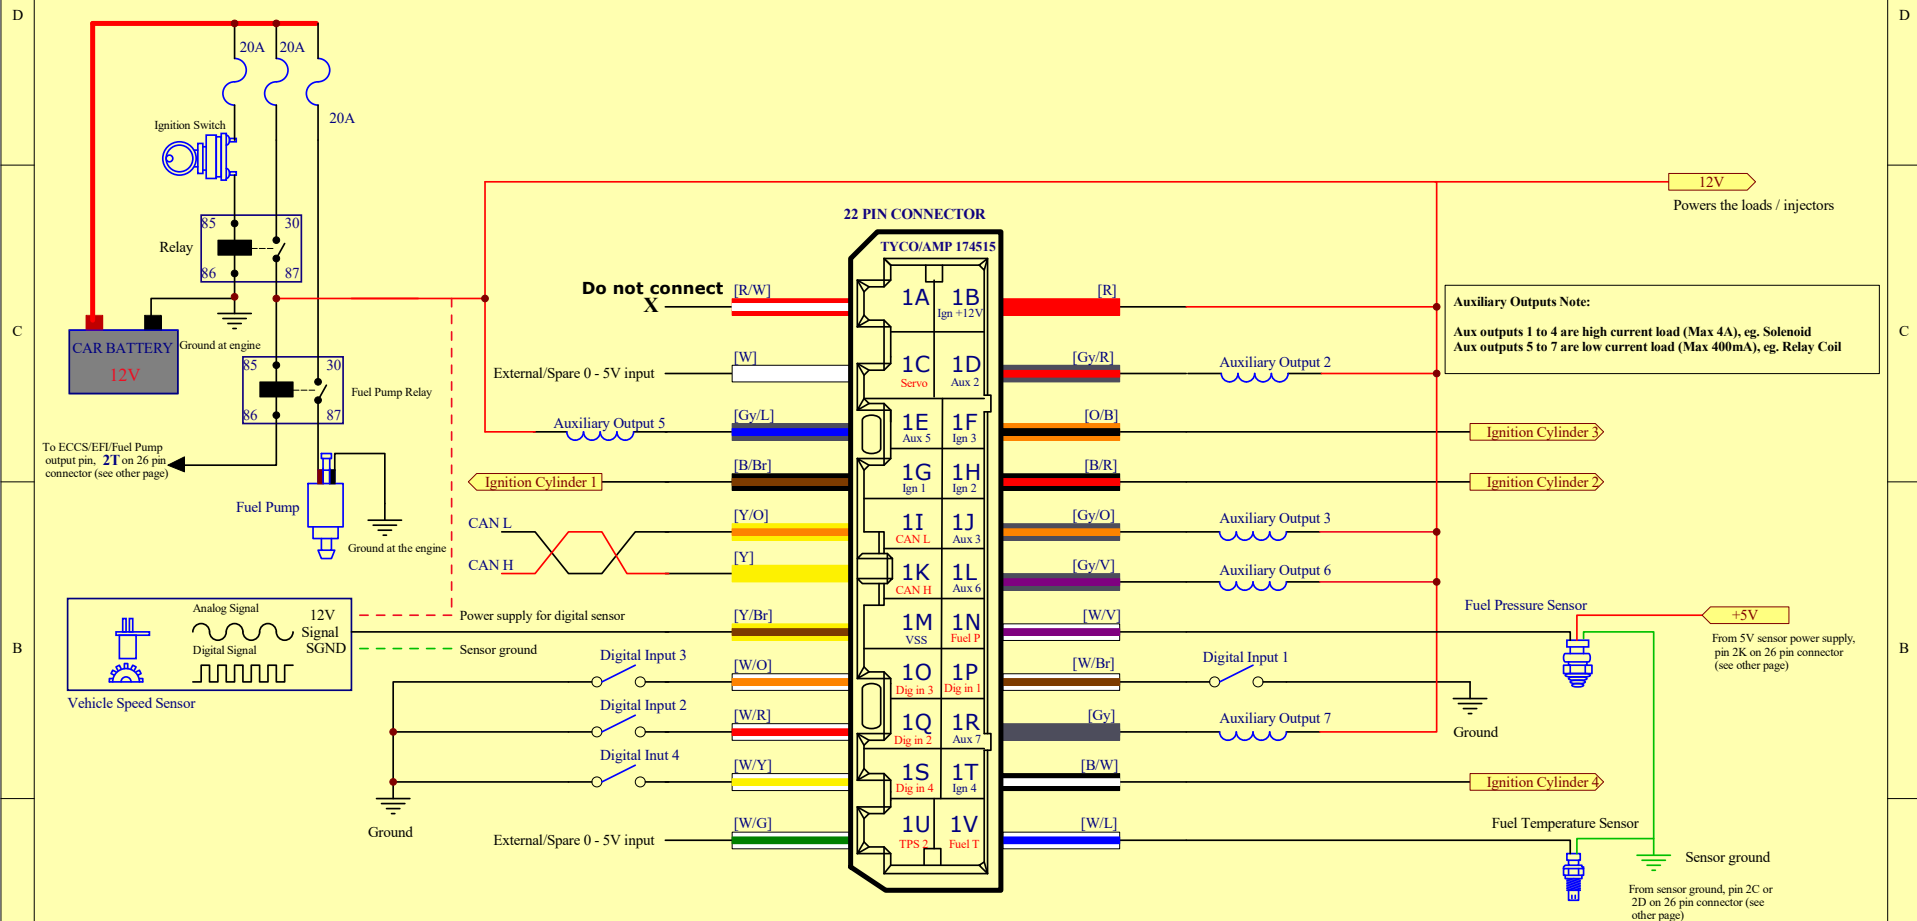 D
D
20A
20A
20A
Ignition Switch
12V
Powers the loads / injectors
22 PIN CONNECTOR
TYCO/AMP 174515
85
30
Relay
86
87
Do not connect
X
[R/W]
1A
1B
Ign +12V
[R]
Auxiliary Outputs Note:
Aux outputs 1 to 4 are high current load (Max 4A), eg. Solenoid
Aux outputs 5 to 7 are low current load (Max 400mA), eg. Relay Coil
C
C
CAR BATTERY
12V
Ground at engine
85
30
Fuel Pump Relay
86
87
External/Spare 0 - 5V input
[W]
1C
Servo
1D
Aux 2
[Gy/R]
Auxiliary Output 2
Auxiliary Output 5
[Gy/L]
1E
Aux 5
1F
Ign 3
[O/B]
Ignition Cylinder 3
To ECCS/EFI/Fuel Pump
output pin, 2T on 26 pin
connector (see other page)
Ignition Cylinder 1
[B/Br]
1G
Ign 1
1H
Ign 2
[B/R]
Ignition Cylinder 2
Fuel Pump
Ground at the engine
CAN L
[Y/O]
1I
CAN L
1J
Aux 3
[Gy/O]
Auxiliary Output 3
CAN H
[Y]
1K
CAN H
1L
Aux 6
[Gy/V]
Auxiliary Output 6
Analog Signal
Digital Signal
12V
Signal
SGND
Power supply for digital sensor
Sensor ground
Vehicle Speed Sensor
[Y/Br]
1M
VSS
1N
Fuel P
[W/V]
Fuel Pressure Sensor
+5V
From 5V sensor power supply,
pin 2K on 26 pin connector
(see other page)
B
B
Digital Input 3
[W/O]
1O
Dig in 3
1P
Dig in 1
[W/Br]
Digital Input 1
Ground
Digital Input 2
[W/R]
1Q
Dig in 2
1R
Aux 7
[Gy]
Auxiliary Output 7
Digital Inut 4
[W/Y]
1S
Dig in 4
1T
Ign 4
[B/W]
Ignition Cylinder 4
Ground
External/Spare 0 - 5V input
[W/G]
1U
TPS 2
1V
Fuel T
[W/L]
Fuel Temperature Sensor
Sensor ground
From sensor ground, pin 2C or
2D on 26 pin connector (see
other page)